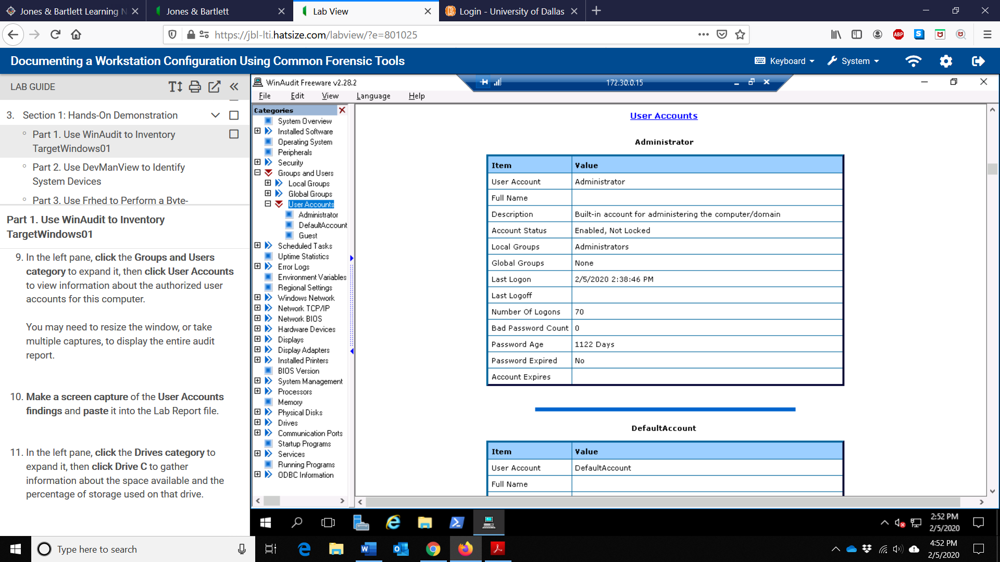 Jones & Bartlett Learning N
Jones & Bartlett
Lab View
Login - University of Dallas
https://jbl-lti.hatsize.com/labview/?e=801025
ABP
S
Documenting a Workstation Configuration Using Common Forensic Tools
Keyboard
System
LAB GUIDE
3. Section 1: Hands-On Demonstration
Part 1. Use WinAudit to Inventory
TargetWindows01
Part 2. Use DevManView to Identify
System Devices
Part 3. Use Frhed to Perform a Byte-
Part 1. Use WinAudit to Inventory
TargetWindows01
9. In the left pane, click the Groups and Users
category to expand it, then click User Accounts
to view information about the authorized user
accounts for this computer.
You may need to resize the window, or take
multiple captures, to display the entire audit
report.
10. Make a screen capture of the User Accounts
findings and paste it into the Lab Report file.
11. In the left pane, click the Drives category to
expand it, then click Drive C to gather
information about the space available and the
percentage of storage used on that drive.
WinAudit Freeware v2.28.2
172.30.0.15
File Edit View Language Help
Categories
System Overview
Installed Software
Operating System
Peripherals
Security
Groups and Users
Local Groups
Global Groups
User Accounts
Administrator
DefaultAccount
Guest
Scheduled Tasks
Uptime Statistics
Error Logs
Environment Variables
Regional Settings
Windows Network
Network TCP/IP
Network BIOS
Hardware Devices
Displays
Display Adapters
Installed Printers
BIOS Version
System Management
Processors
Memory
Physical Disks
Drives
Communication Ports
Startup Programs
Services
Running Programs
ODBC Information
User Accounts
Administrator
Item Value
User Account Administrator
Full Name
Description Built-in account for administering the computer/domain
Account Status Enabled, Not Locked
Local Groups Administrators
Global Groups None
Last Logon 2/5/2020 2:38:46 PM
Last Logoff
Number Of Logons 70
Bad Password Count 0
Password Age 1122 Days
Password Expired No
Account Expires
DefaultAccount
Item Value
User Account DefaultAccount
Full Name
2:52 PM
2/5/2020
Type here to search
4:52 PM
2/5/2020